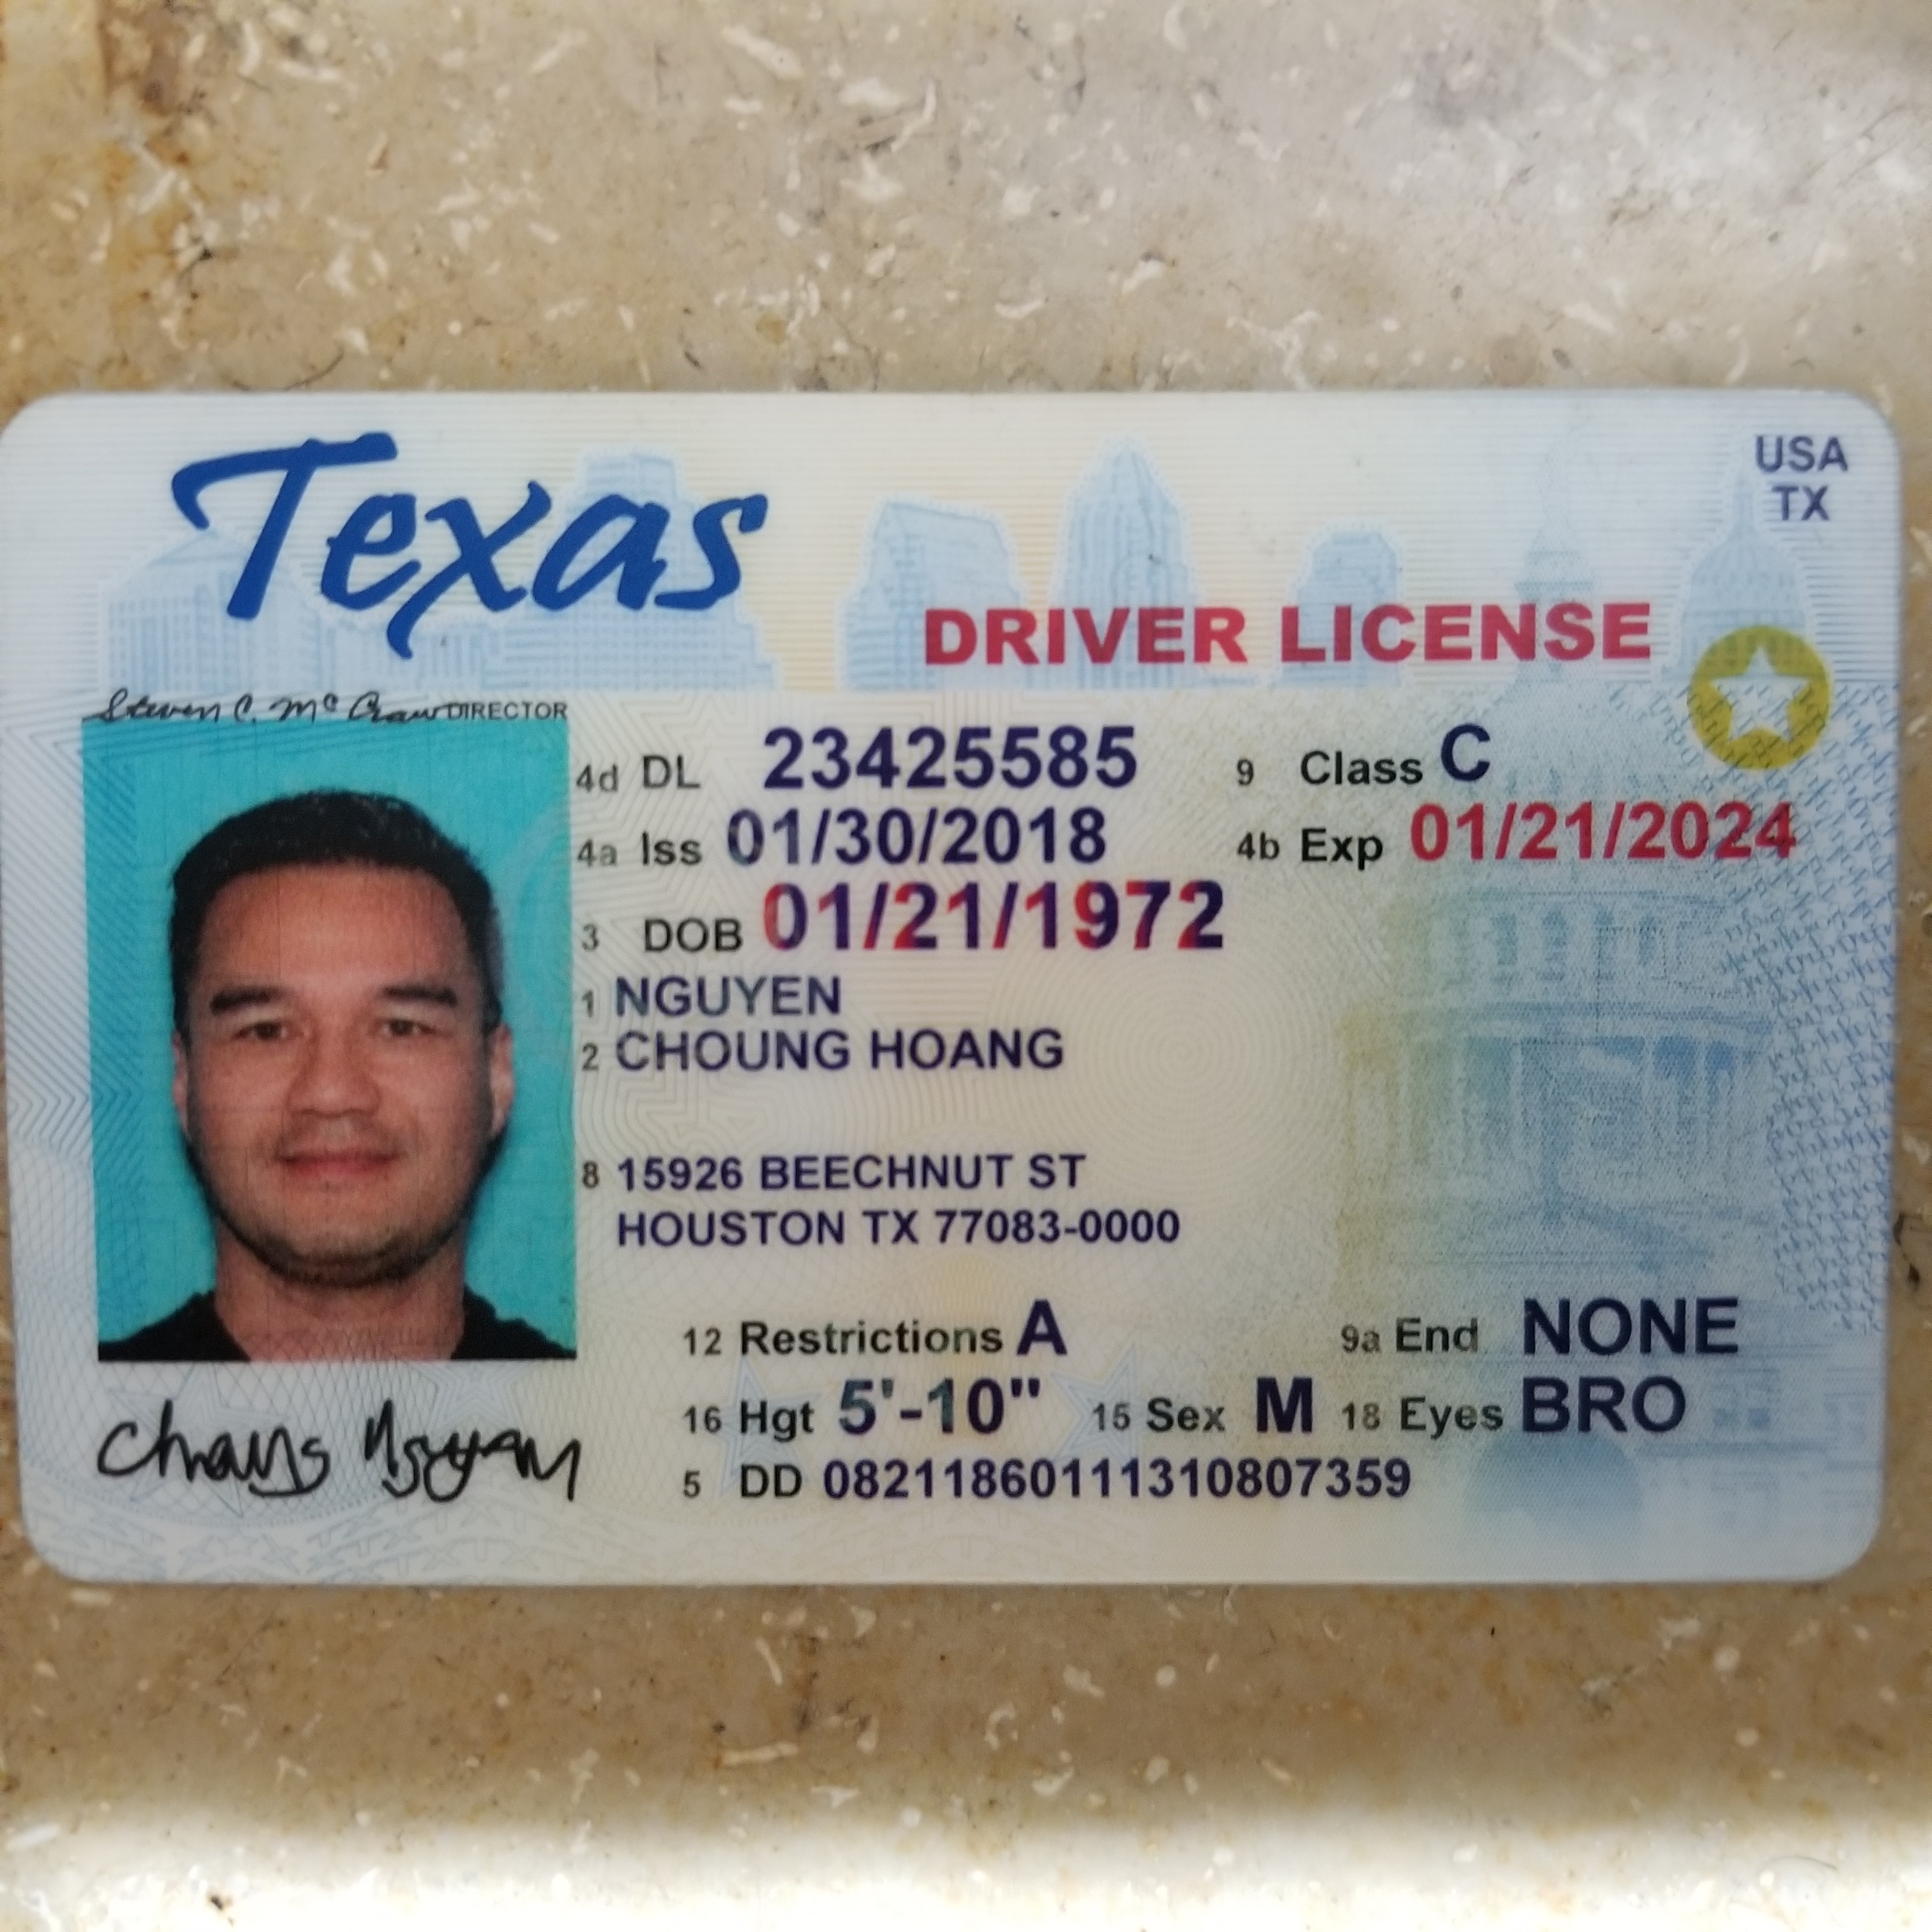 Texas
USA
TX
DRIVER LICENSE
Steven C. McCraw DIRECTOR
4d DL 23425585 9 Class C
4a Iss 01/30/2018 4b Exp 01/21/2024
3 DOB 01/21/1972
1 NGUYEN
2 CHOUNG HOANG
8 15926 BEECHNUT ST
HOUSTON TX 77083-0000
12 Restrictions A 9a End NONE
16 Hgt 5'-10" 15 Sex M 18 Eyes BRO
5 DD 08211860111310807359